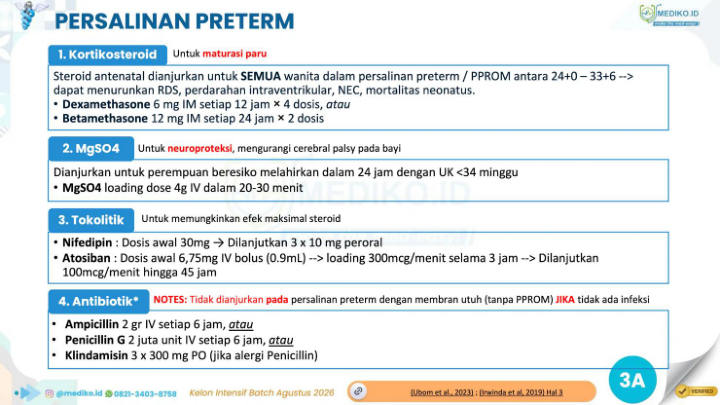 PERSALINAN PRETERM
MEDIKO.ID
1. Kortikosteroid Untuk maturasi paru
Steroid antenatal dianjurkan untuk SEMUA wanita dalam persalinan preterm / PPROM antara 24+0 – 33+6 -->
dapat menurunkan RDS, perdarahan intraventrikular, NEC, mortalitas neonatus.
• Dexamethasone 6 mg IM setiap 12 jam × 4 dosis, atau
• Betamethasone 12 mg IM setiap 24 jam × 2 dosis
2. MgSO4 Untuk neuroproteksi, mengurangi cerebral palsy pada bayi
Dianjurkan untuk perempuan beresiko melahirkan dalam 24 jam dengan UK <34 minggu
• MgSO4 loading dose 4g IV dalam 20-30 menit
MEDIKO.ID
3. Tokolitik Untuk memungkinkan efek maksimal steroid
• Nifedipin : Dosis awal 30mg → Dilanjutkan 3 x 10 mg peroral
• Atosiban : Dosis awal 6,75mg IV bolus (0.9mL) --> loading 300mcg/menit selama 3 jam --> Dilanjutkan
100mcg/menit hingga 45 jam
4. Antibiotik* NOTES: Tidak dianjurkan pada persalinan preterm dengan membran utuh (tanpa PPROM) JIKA tidak ada infeksi
• Ampicillin 2 gr IV setiap 6 jam, atau
• Penicillin G 2 juta unit IV setiap 6 jam, atau
• Klindamisin 3 x 300 mg PO (jika alergi Penicillin)
3A
@mediko.id 0821-3403-8758 Kelon Intensif Batch Agustus 2026 (Ubom et al., 2023) ; (Irwinda et al, 2019) Hal 3 VERIFIED